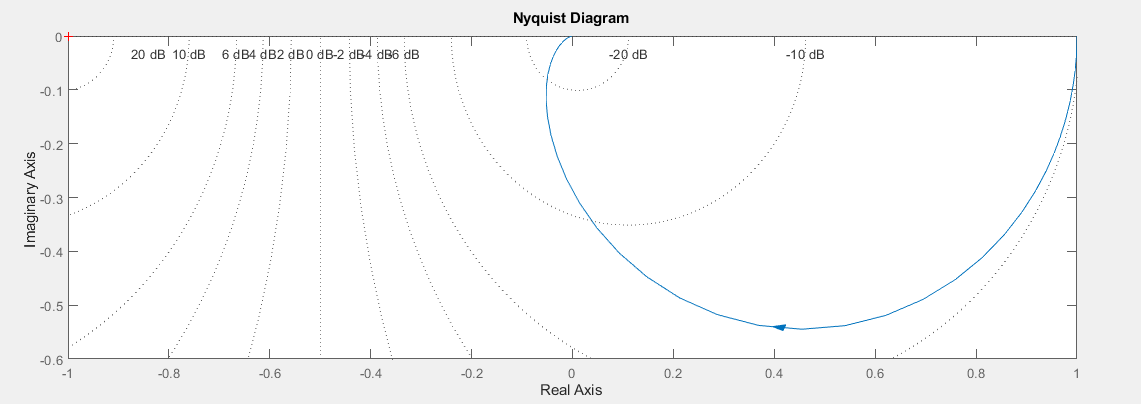 Nyquist Diagram
0
20 dB 10 dB 6 dB 4 dB 2 dB 0 dB -2 dB -4 dB -6 dB -20 dB -10 dB
-0.1
-0.2
-0.3
-0.4
-0.5
-0.6
Imaginary Axis
-1 -0.8 -0.6 -0.4 -0.2 0 0.2 0.4 0.6 0.8 1
Real Axis